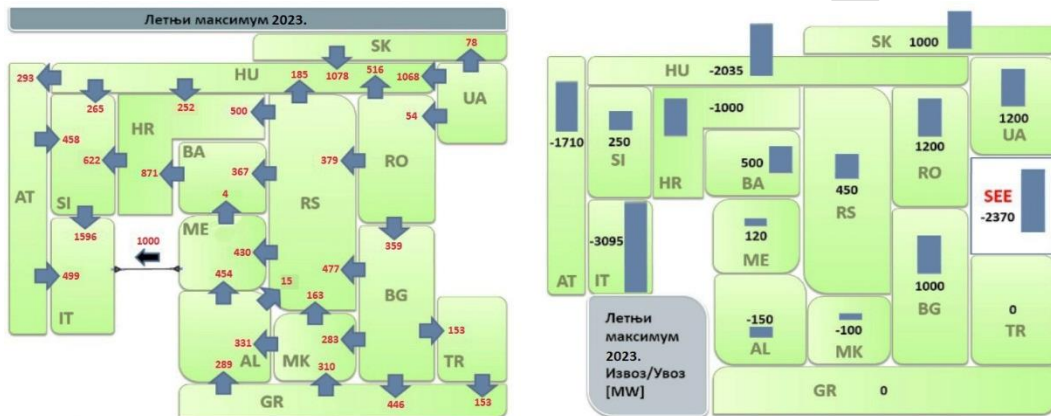 Летњи максимум 2023.
SK
78
293
HU
185
1078
516
1068
UA
265
252
500
54
HR
458
BA
379
RO
622
871
367
AT
RS
SI
4
ME
1596
1000
430
359
499
454
477
15
IT
163
BG
331
283
153
AL
MK
TR
289
310
GR
446
153
SK
1000
HU
-2035
-1000
-1710
250
1200
UA
SI
HR
500
BA
1200
RO
450
RS
SEE
-2370
-3095
120
ME
AT
IT
1000
BG
0
TR
Летњи
максимум
2023.
Извоз/Увоз
[MW]
-150
AL
-100
MK
GR
0